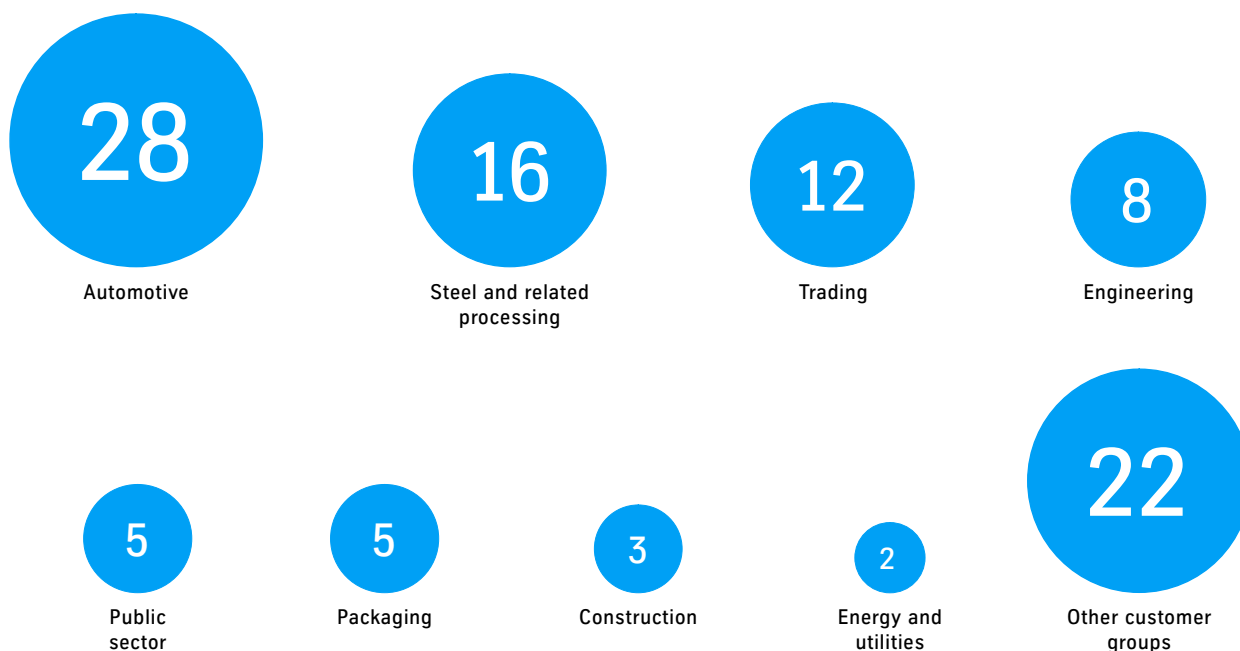 28
16
12
8
Automotive
Steel and related
processing
Trading
Engineering
5
5
3
2
22
Public
sector
Packaging
Construction
Energy and
utilities
Other customer
groups